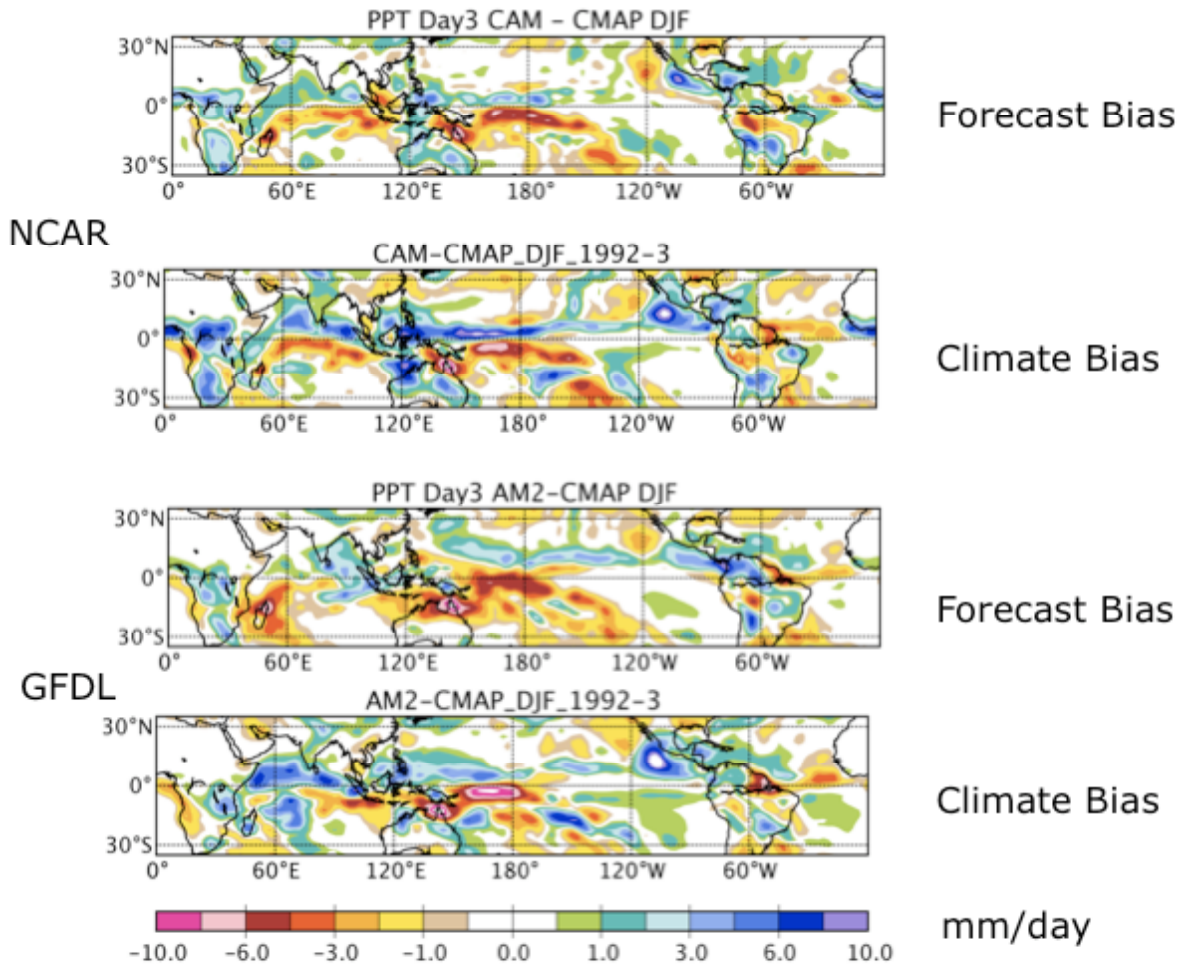 PPT Day3 CAM – CMAP DJF
30°N
0°
30°S
0° 60°E 120°E 180° 120°W 60°W
Forecast Bias
NCAR
CAM–CMAP_DJF_1992–3
30°N
0°
30°S
0° 60°E 120°E 180° 120°W 60°W
Climate Bias
PPT Day3 AM2–CMAP DJF
30°N
0°
30°S
0° 60°E 120°E 180° 120°W 60°W
Forecast Bias
GFDL
AM2–CMAP_DJF_1992–3
30°N
0°
30°S
0° 60°E 120°E 180° 120°W 60°W
Climate Bias
–10.0 –6.0 –3.0 –1.0 0.0 1.0 3.0 6.0 10.0
mm/day